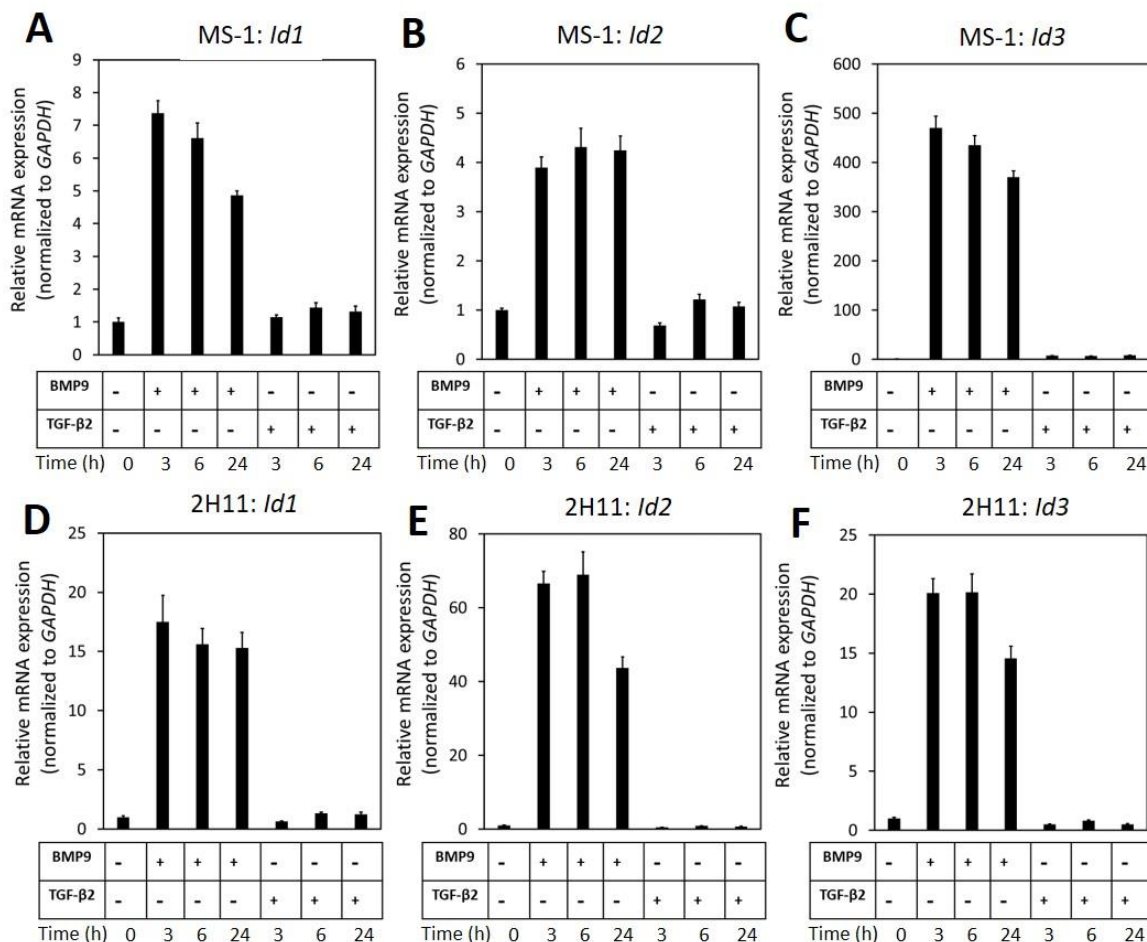 A
MS-1: Id1
Relative mRNA expression
(normalized to GAPDH)
9
8
7
6
5
4
3
2
1
0
BMP9 - + + + - - -
TGF-β2 - - - - + + +
Time (h) 0 3 6 24 3 6 24
B
MS-1: Id2
Relative mRNA expression
(normalized to GAPDH)
6
5
4
3
2
1
0
BMP9 - + + + - - -
TGF-β2 - - - - + + +
Time (h) 0 3 6 24 3 6 24
C
MS-1: Id3
Relative mRNA expression
(normalized to GAPDH)
600
500
400
300
200
100
0
BMP9 - + + + - - -
TGF-β2 - - - - + + +
Time (h) 0 3 6 24 3 6 24
D
2H11: Id1
Relative mRNA expression
(normalized to GAPDH)
25
20
15
10
5
0
BMP9 - + + + - - -
TGF-β2 - - - - + + +
Time (h) 0 3 6 24 3 6 24
E
2H11: Id2
Relative mRNA expression
(normalized to GAPDH)
80
60
40
20
0
BMP9 - + + + - - -
TGF-β2 - - - - + + +
Time (h) 0 3 6 24 3 6 24
F
2H11: Id3
Relative mRNA expression
(normalized to GAPDH)
25
20
15
10
5
0
BMP9 - + + + - - -
TGF-β2 - - - - + + +
Time (h) 0 3 6 24 3 6 24